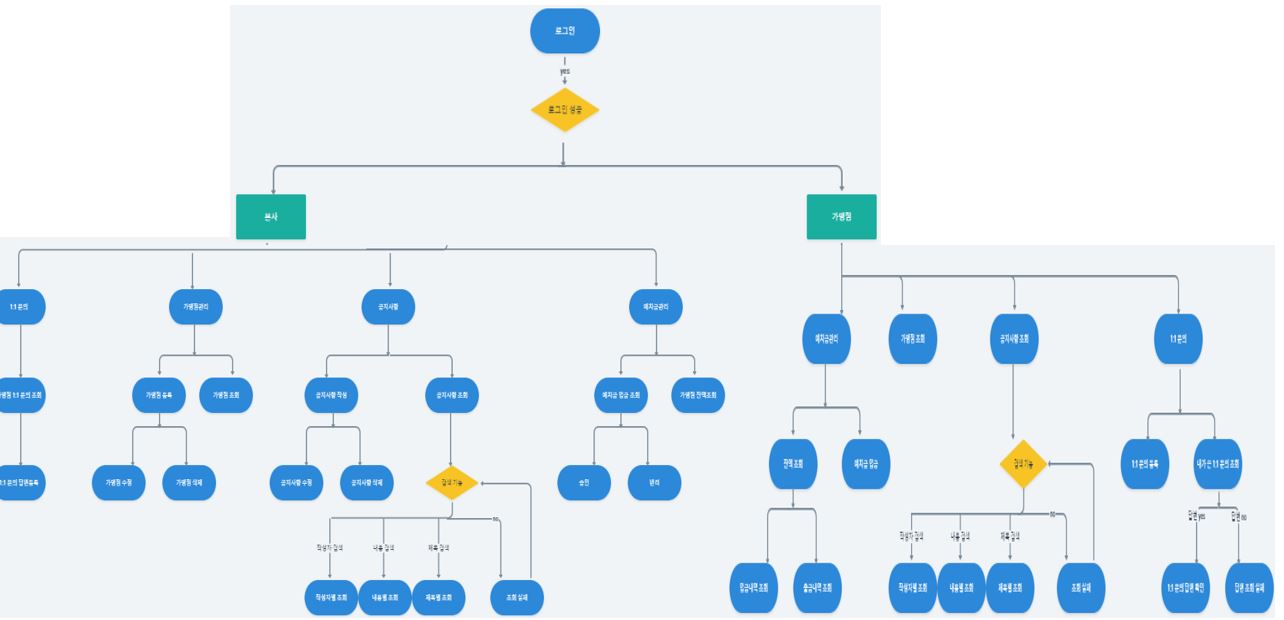 로그인
yes
로그인 성공
본사
가맹점
1:1 문의
가맹점관리
공지사항
예치금관리
예치금관리
가맹점 조회
공지사항 조회
1:1 문의
가맹점 1:1 문의 조회
가맹점 등록
가맹점 조회
공지사항 작성
공지사항 조회
예치금 입금 조회
가맹점 잔액조회
잔액 조회
예치금 입금
검색 기능
1:1 문의 등록
내가 쓴 1:1 문의 조회
1:1 문의 답변등록
가맹점 수정
가맹점 삭제
공지사항 수정
공지사항 삭제
검색 기능
승인
반려
no
no
답변 yes
답변 no
작성자 검색
내용 검색
제목 검색
작성자 검색
내용 검색
제목 검색
작성자별 조회
내용별 조회
제목별 조회
조회 실패
입금내역 조회
출금내역 조회
작성자별 조회
내용별 조회
제목별 조회
조회 실패
1:1 문의 답변 확인
답변 조회 실패